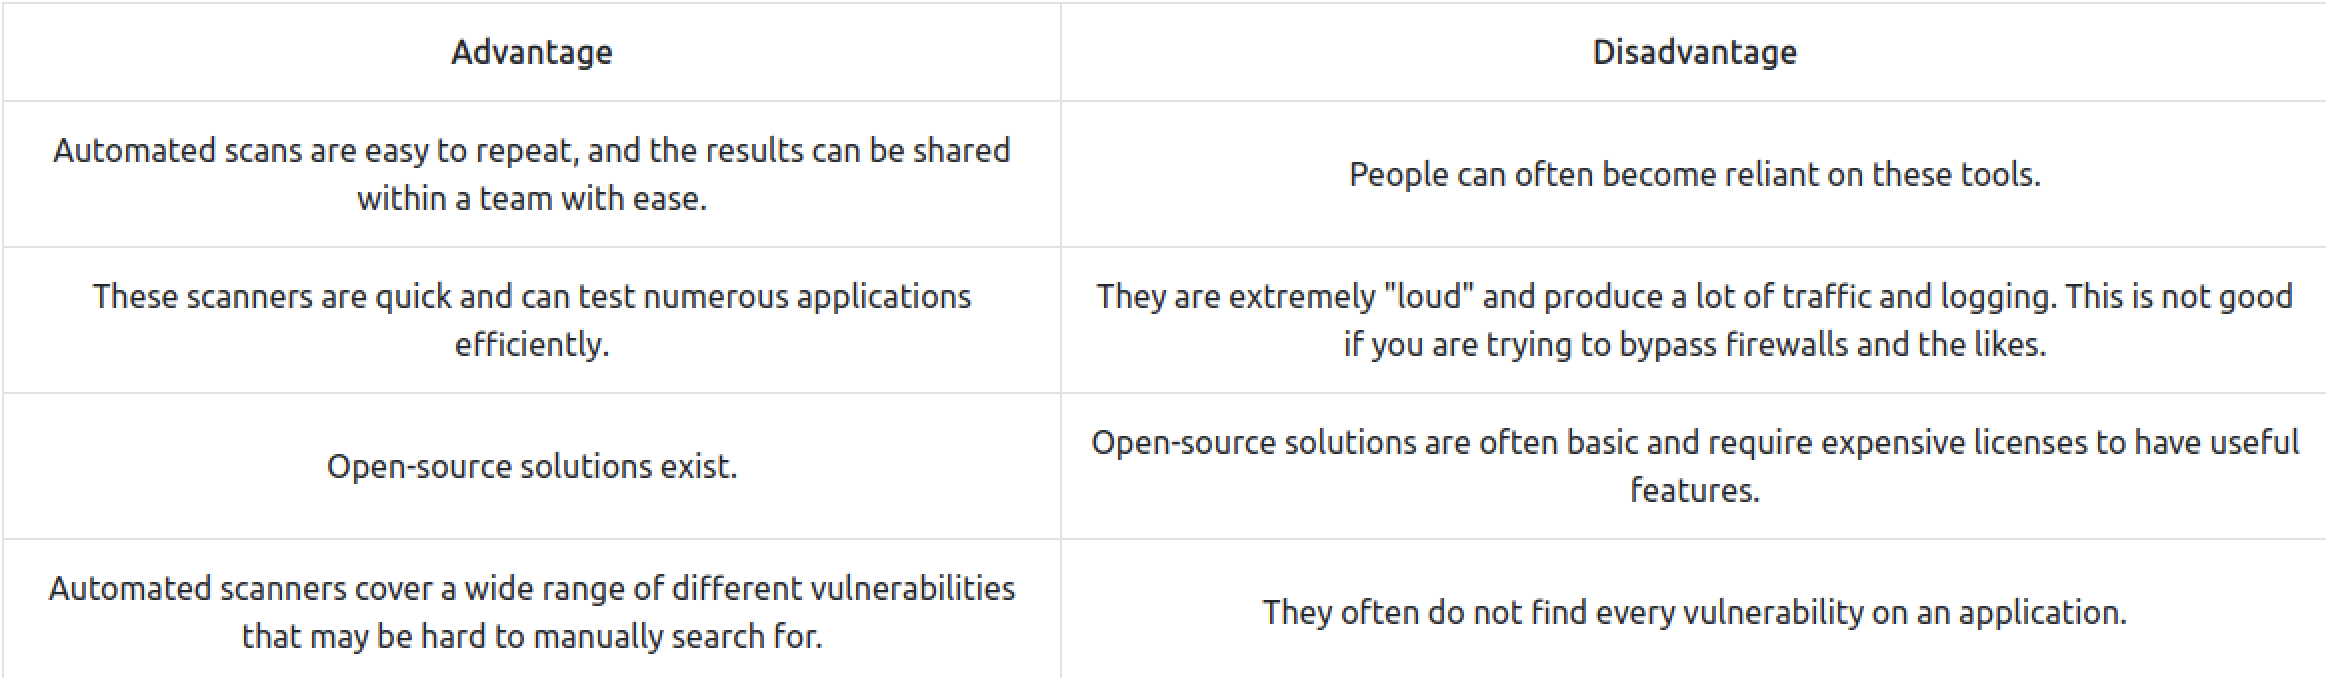 Advantage
Disadvantage
Automated scans are easy to repeat, and the results can be shared
within a team with ease.
People can often become reliant on these tools.
These scanners are quick and can test numerous applications
efficiently.
They are extremely "loud" and produce a lot of traffic and logging. This is not good
if you are trying to bypass firewalls and the likes.
Open-source solutions exist.
Open-source solutions are often basic and require expensive licenses to have useful
features.
Automated scanners cover a wide range of different vulnerabilities
that may be hard to manually search for.
They often do not find every vulnerability on an application.